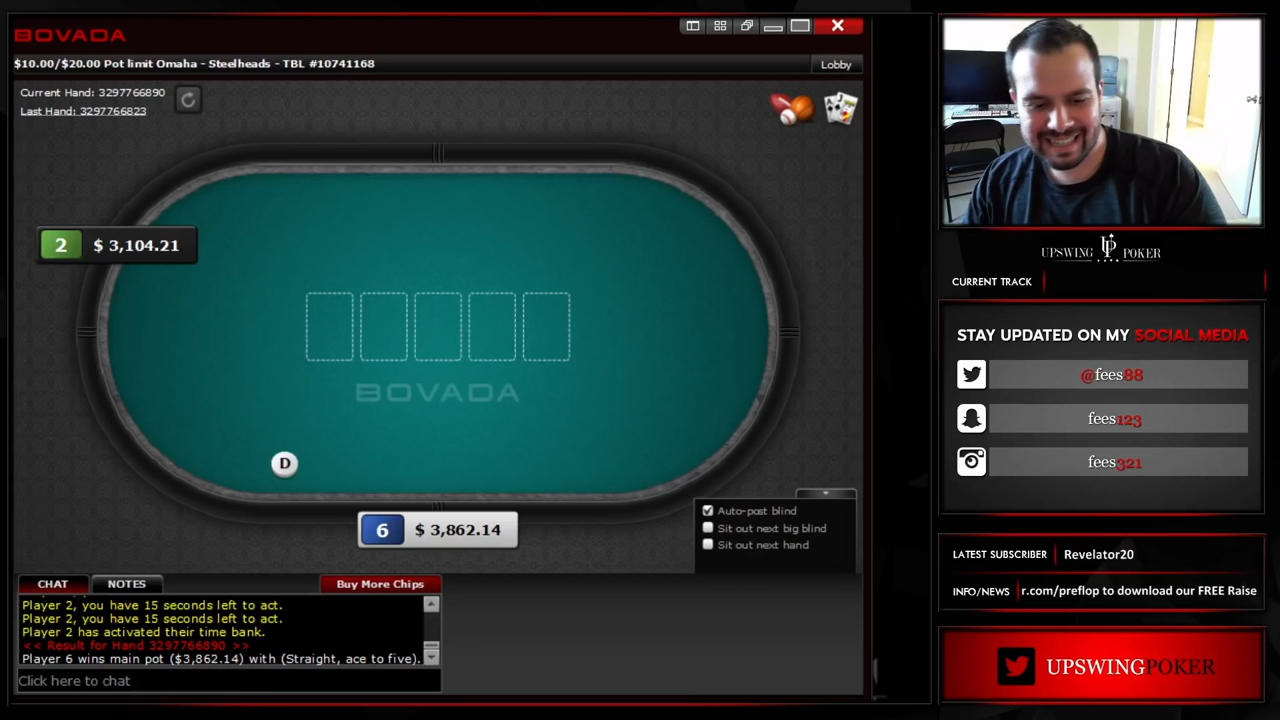 BOVADA
$10.00/$20.00 Pot limit Omaha - Steelheads - TBL #10741168
Lobby
Current Hand: 3297766890
Last Hand: 3297766823
2 $ 3,104.21
BOVADA
D
6 $ 3,862.14
Auto-post blind
Sit out next big blind
Sit out next hand
CHAT NOTES Buy More Chips
Player 2, you have 15 seconds left to act.
Player 2, you have 15 seconds left to act.
Player 2 has activated their time bank.
<< Result for Hand 3297766890 >>
Player 6 wins main pot ($3,862.14) with (Straight, ace to five).
Click here to chat
UPSWING UP POKER
CURRENT TRACK
STAY UPDATED ON MY SOCIAL MEDIA
@fees88
fees123
fees321
LATEST SUBSCRIBER Revelator20
INFO/NEWS r.com/preflop to download our FREE Raise
UPSWINGPOKER